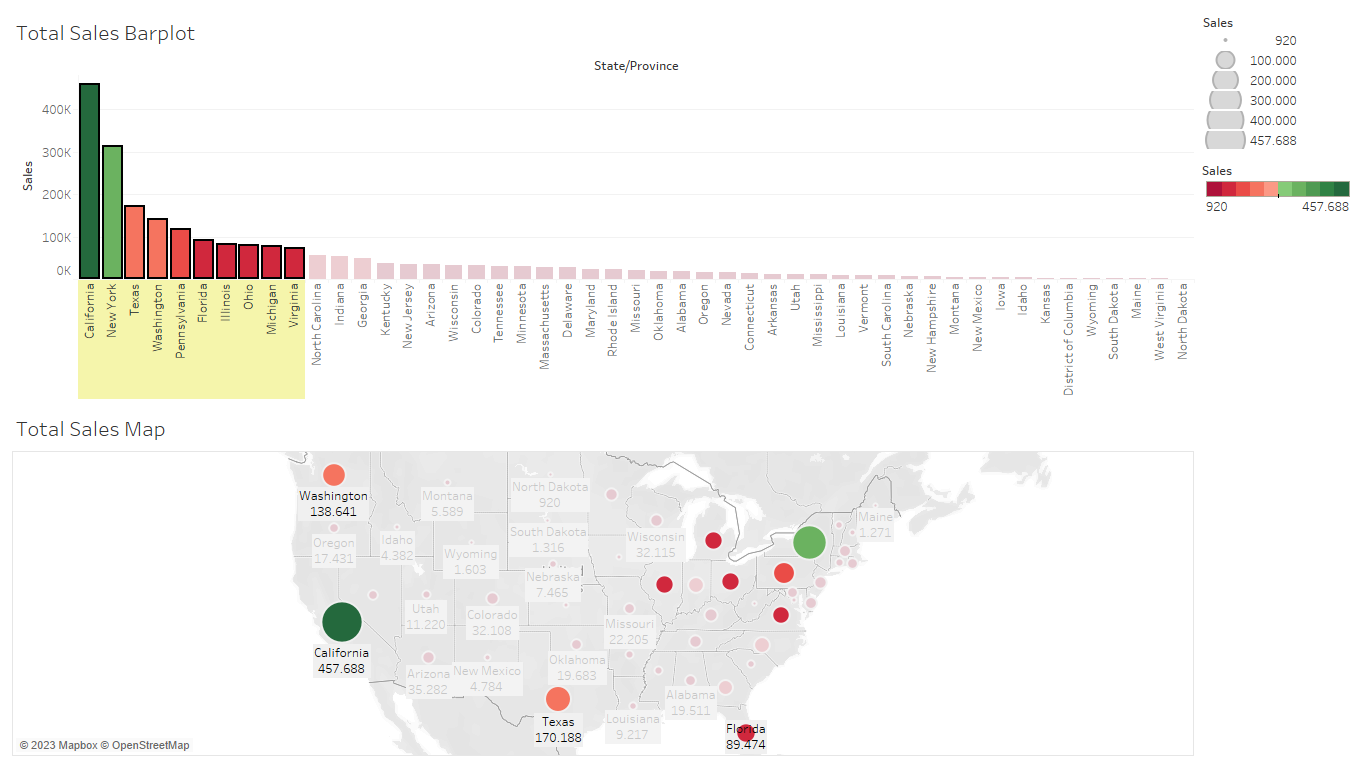 Total Sales Barplot
State/Province
Sales
400K
300K
200K
100K
0K
California
New York
Texas
Washington
Pennsylvania
Florida
Illinois
Ohio
Michigan
Virginia
North Carolina
Indiana
Georgia
Kentucky
New Jersey
Arizona
Wisconsin
Colorado
Tennessee
Minnesota
Massachusetts
Delaware
Maryland
Rhode Island
Missouri
Oklahoma
Alabama
Oregon
Nevada
Connecticut
Arkansas
Utah
Mississippi
Louisiana
Vermont
South Carolina
Nebraska
New Hampshire
Montana
New Mexico
Iowa
Idaho
Kansas
District of Columbia
Wyoming
South Dakota
Maine
West Virginia
North Dakota
Sales
920
100.000
200.000
300.000
400.000
457.688
Sales
920 457.688
Total Sales Map
Washington
138.641
Montana
5.589
North Dakota
920
Maine
1.271
Oregon
17.431
Idaho
4.382
Wyoming
1.603
South Dakota
1.316
Wisconsin
32.115
Nebraska
7.465
Utah
11.220
Colorado
32.108
Missouri
22.205
California
457.688
Arizona
35.282
New Mexico
4.784
Oklahoma
19.683
Alabama
19.511
Texas
170.188
Louisiana
9.217
Florida
89.474
© 2023 Mapbox © OpenStreetMap